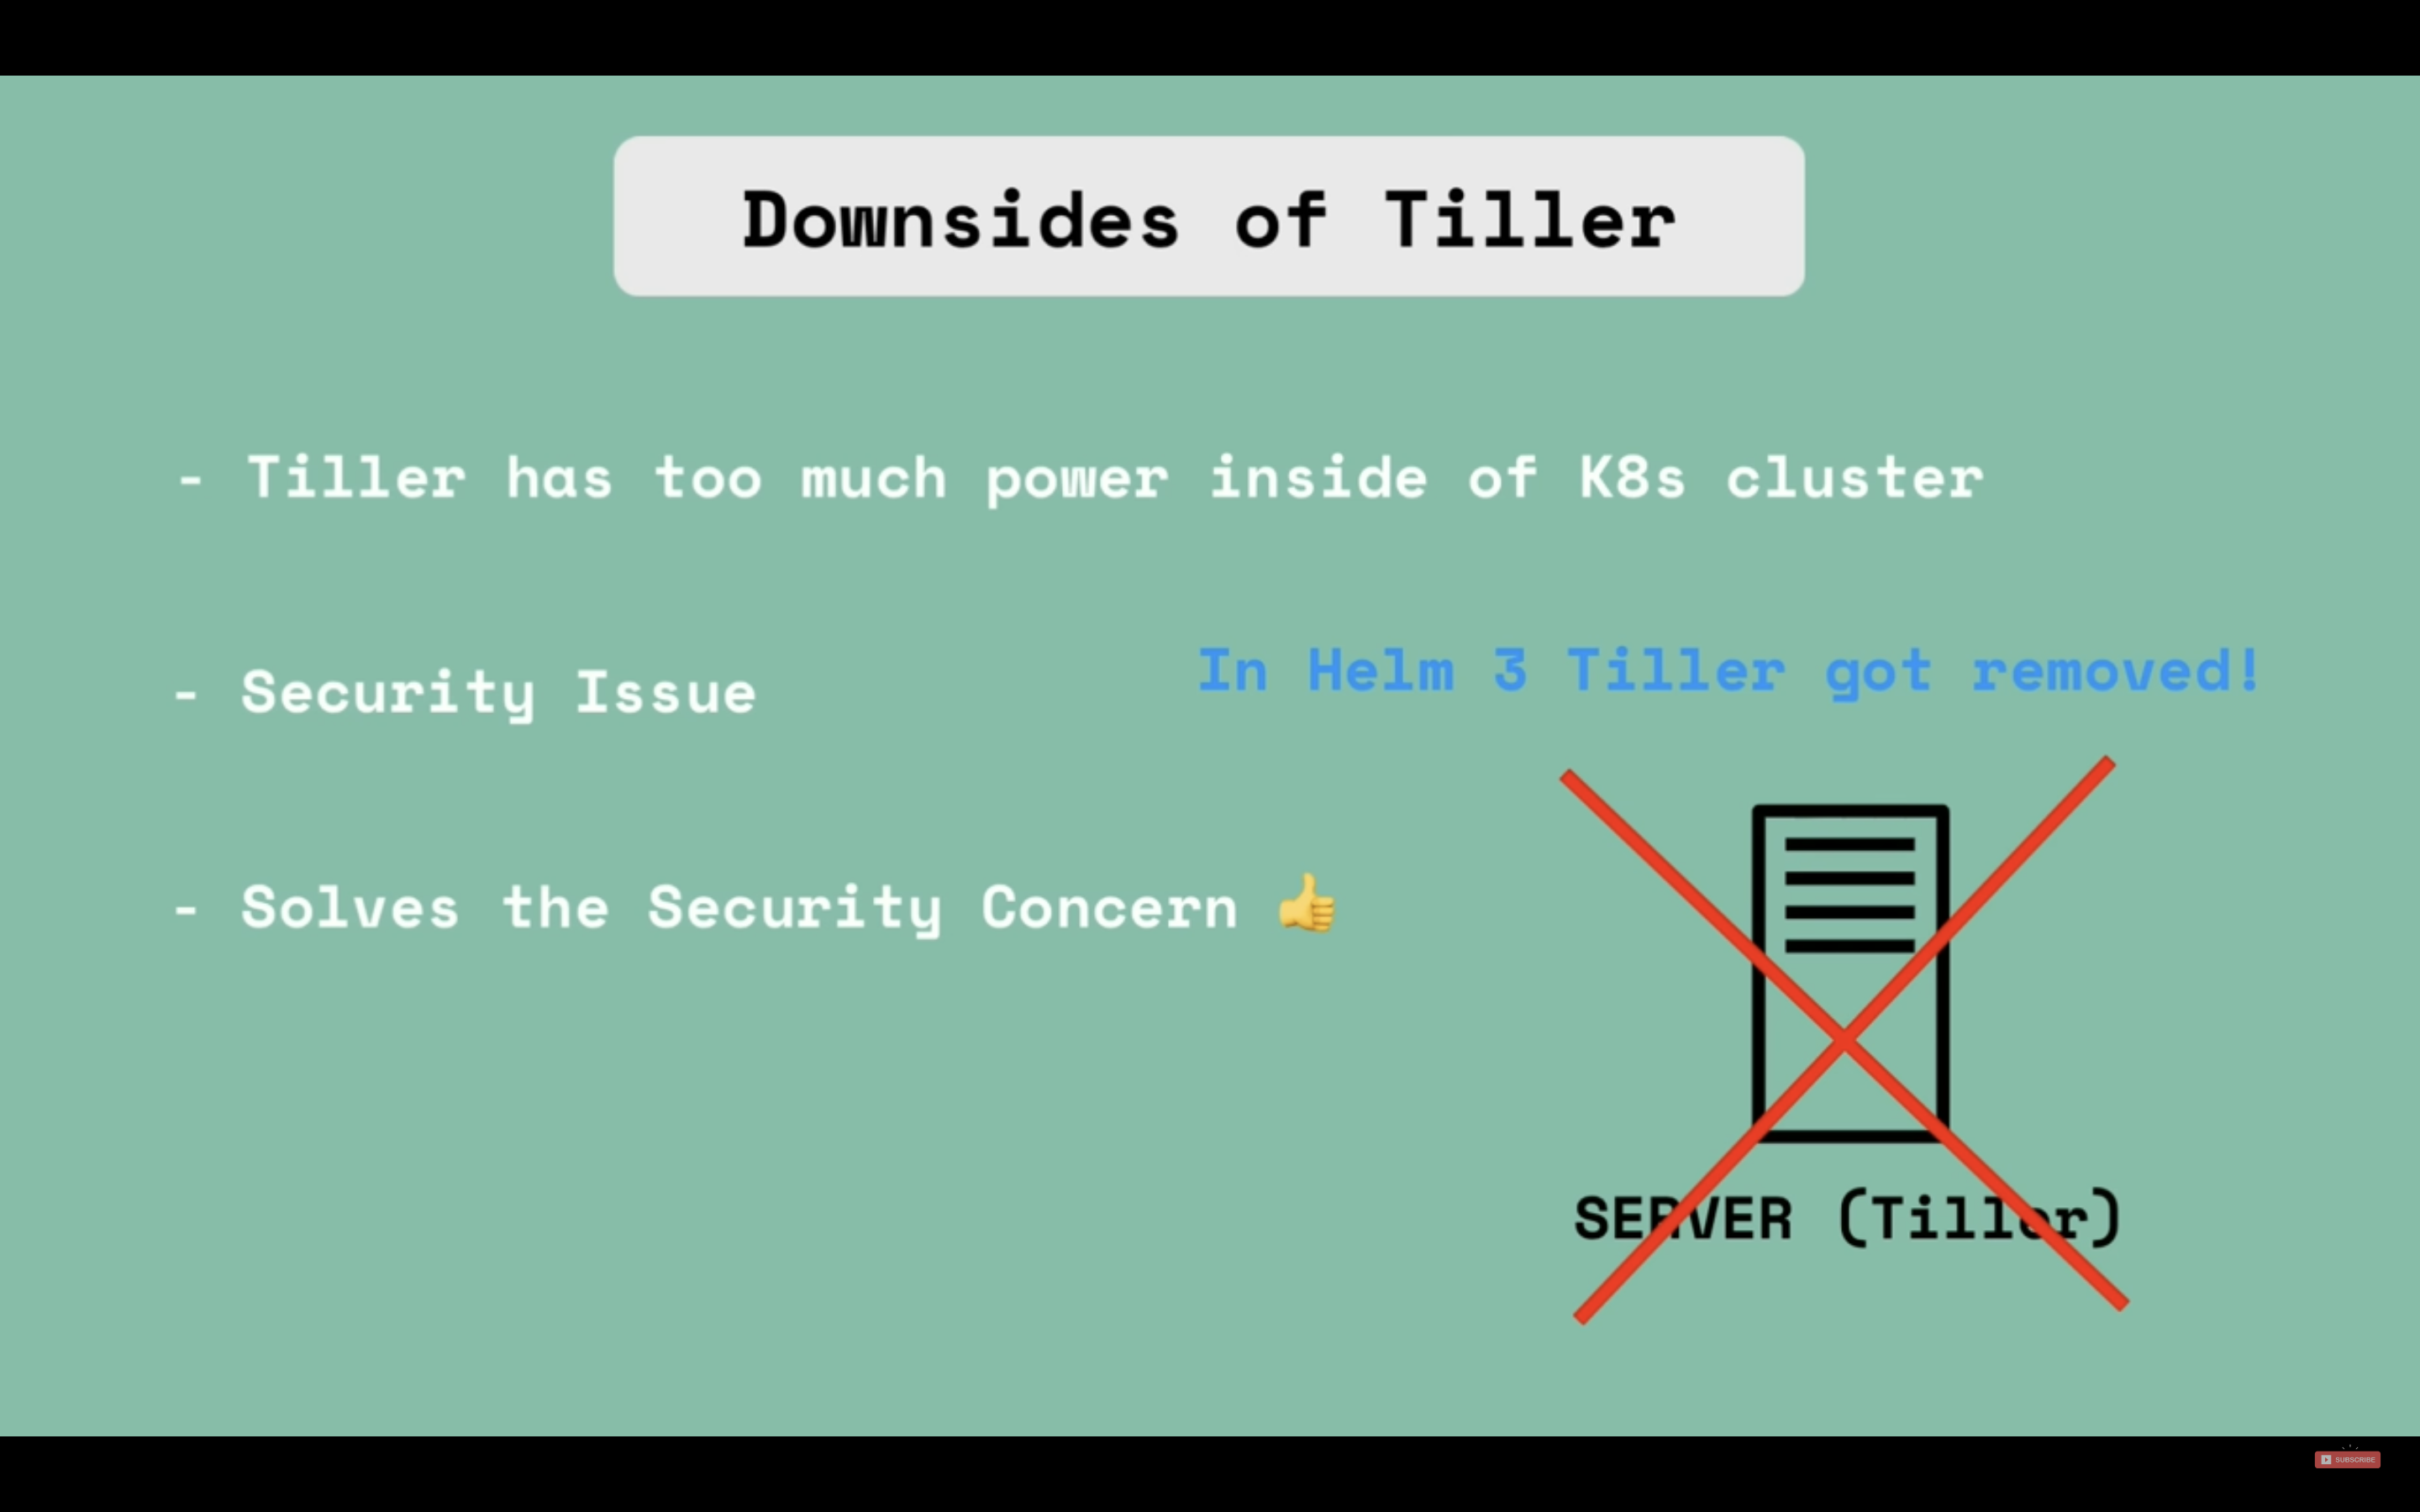 Downsides of Tiller
- Tiller has too much power inside of K8s cluster
In Helm 3 Tiller got removed!
- Security Issue
- Solves the Security Concern 👍
SERVER (Tiller)
SUBSCRIBE